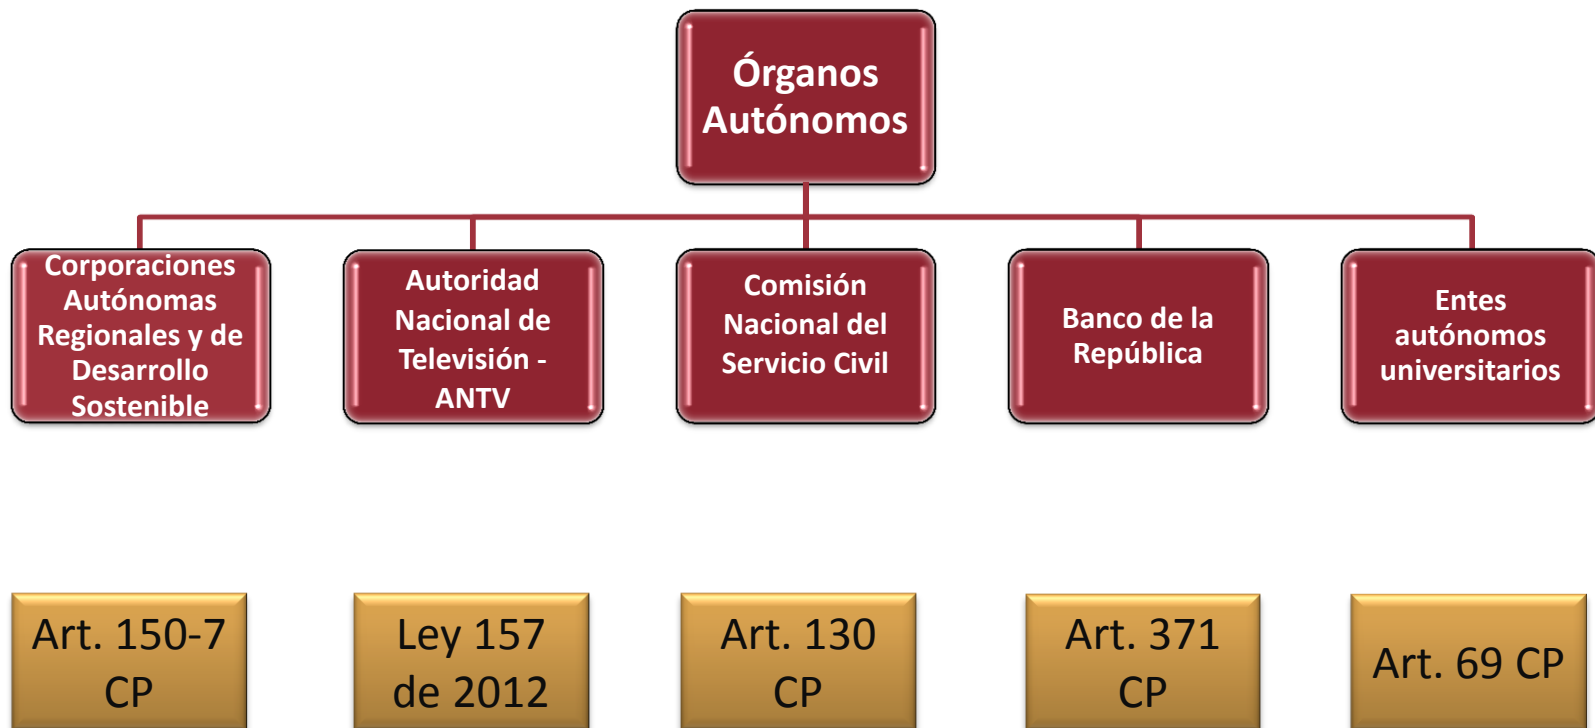 Órganos
Autónomos
Corporaciones
Autónomas
Regionales y de
Desarrollo
Sostenible
Autoridad
Nacional de
Televisión -
ANTV
Comisión
Nacional del
Servicio Civil
Banco de la
República
Entes
autónomos
universitarios
Art. 150-7
CP
Ley 157
de 2012
Art. 130
CP
Art. 371
CP
Art. 69 CP